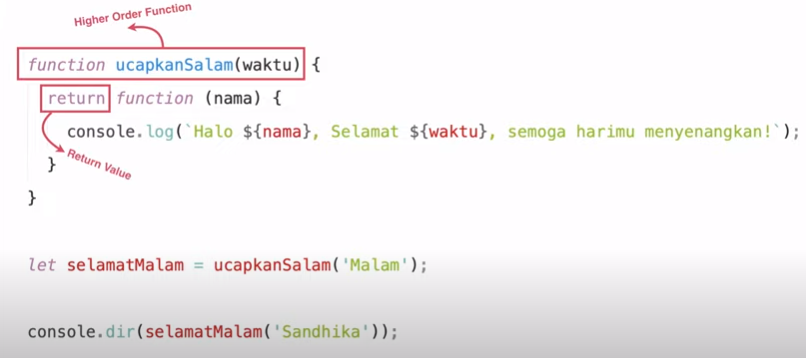 Higher Order Function
function ucapkanSalam(waktu) {
return function (nama) {
console.log(`Halo ${nama}, Selamat ${waktu}, semoga harimu menyenangkan!`);
}
Return Value
}
let selamatMalam = ucapkanSalam('Malam');
console.dir(selamatMalam('Sandhika'));